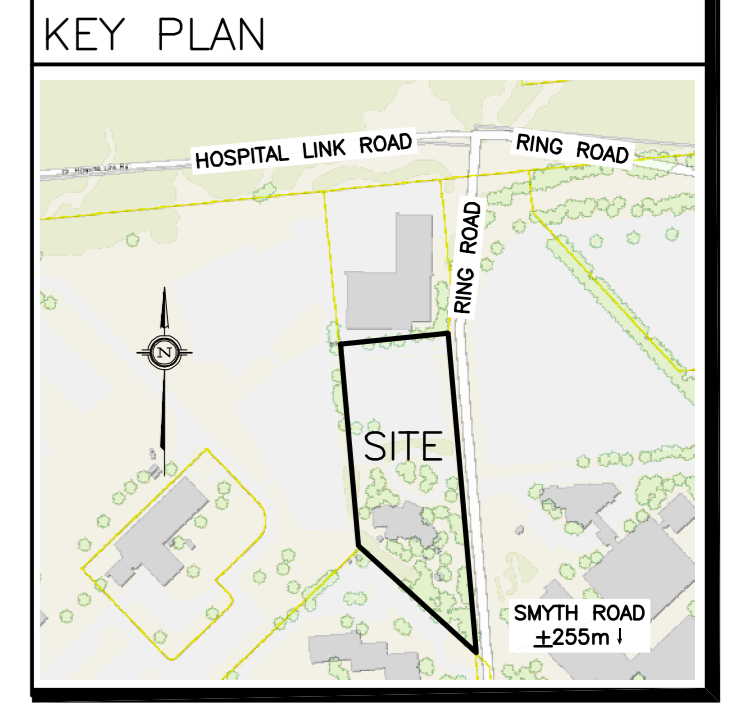 KEY PLAN
HOSPITAL LINK ROAD
RING ROAD
RING ROAD
N
SITE
SMYTH ROAD
±255m ↓